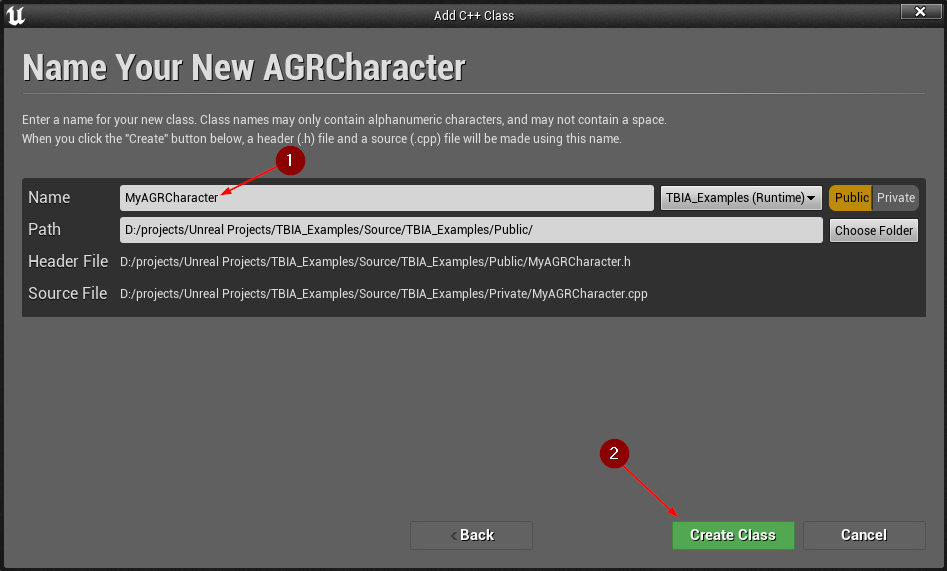 Add C++ Class
Name Your New AGRCharacter
Enter a name for your new class. Class names may only contain alphanumeric characters, and may not contain a space.
When you click the "Create" button below, a header (.h) file and a source (.cpp) file will be made using this name.
1
Name MyAGRCharacter TBIA_Examples (Runtime) Public Private
Path D:/projects/Unreal Projects/TBIA_Examples/Source/TBIA_Examples/Public/ Choose Folder
Header File D:/projects/Unreal Projects/TBIA_Examples/Source/TBIA_Examples/Public/MyAGRCharacter.h
Source File D:/projects/Unreal Projects/TBIA_Examples/Source/TBIA_Examples/Private/MyAGRCharacter.cpp
2
Back Create Class Cancel